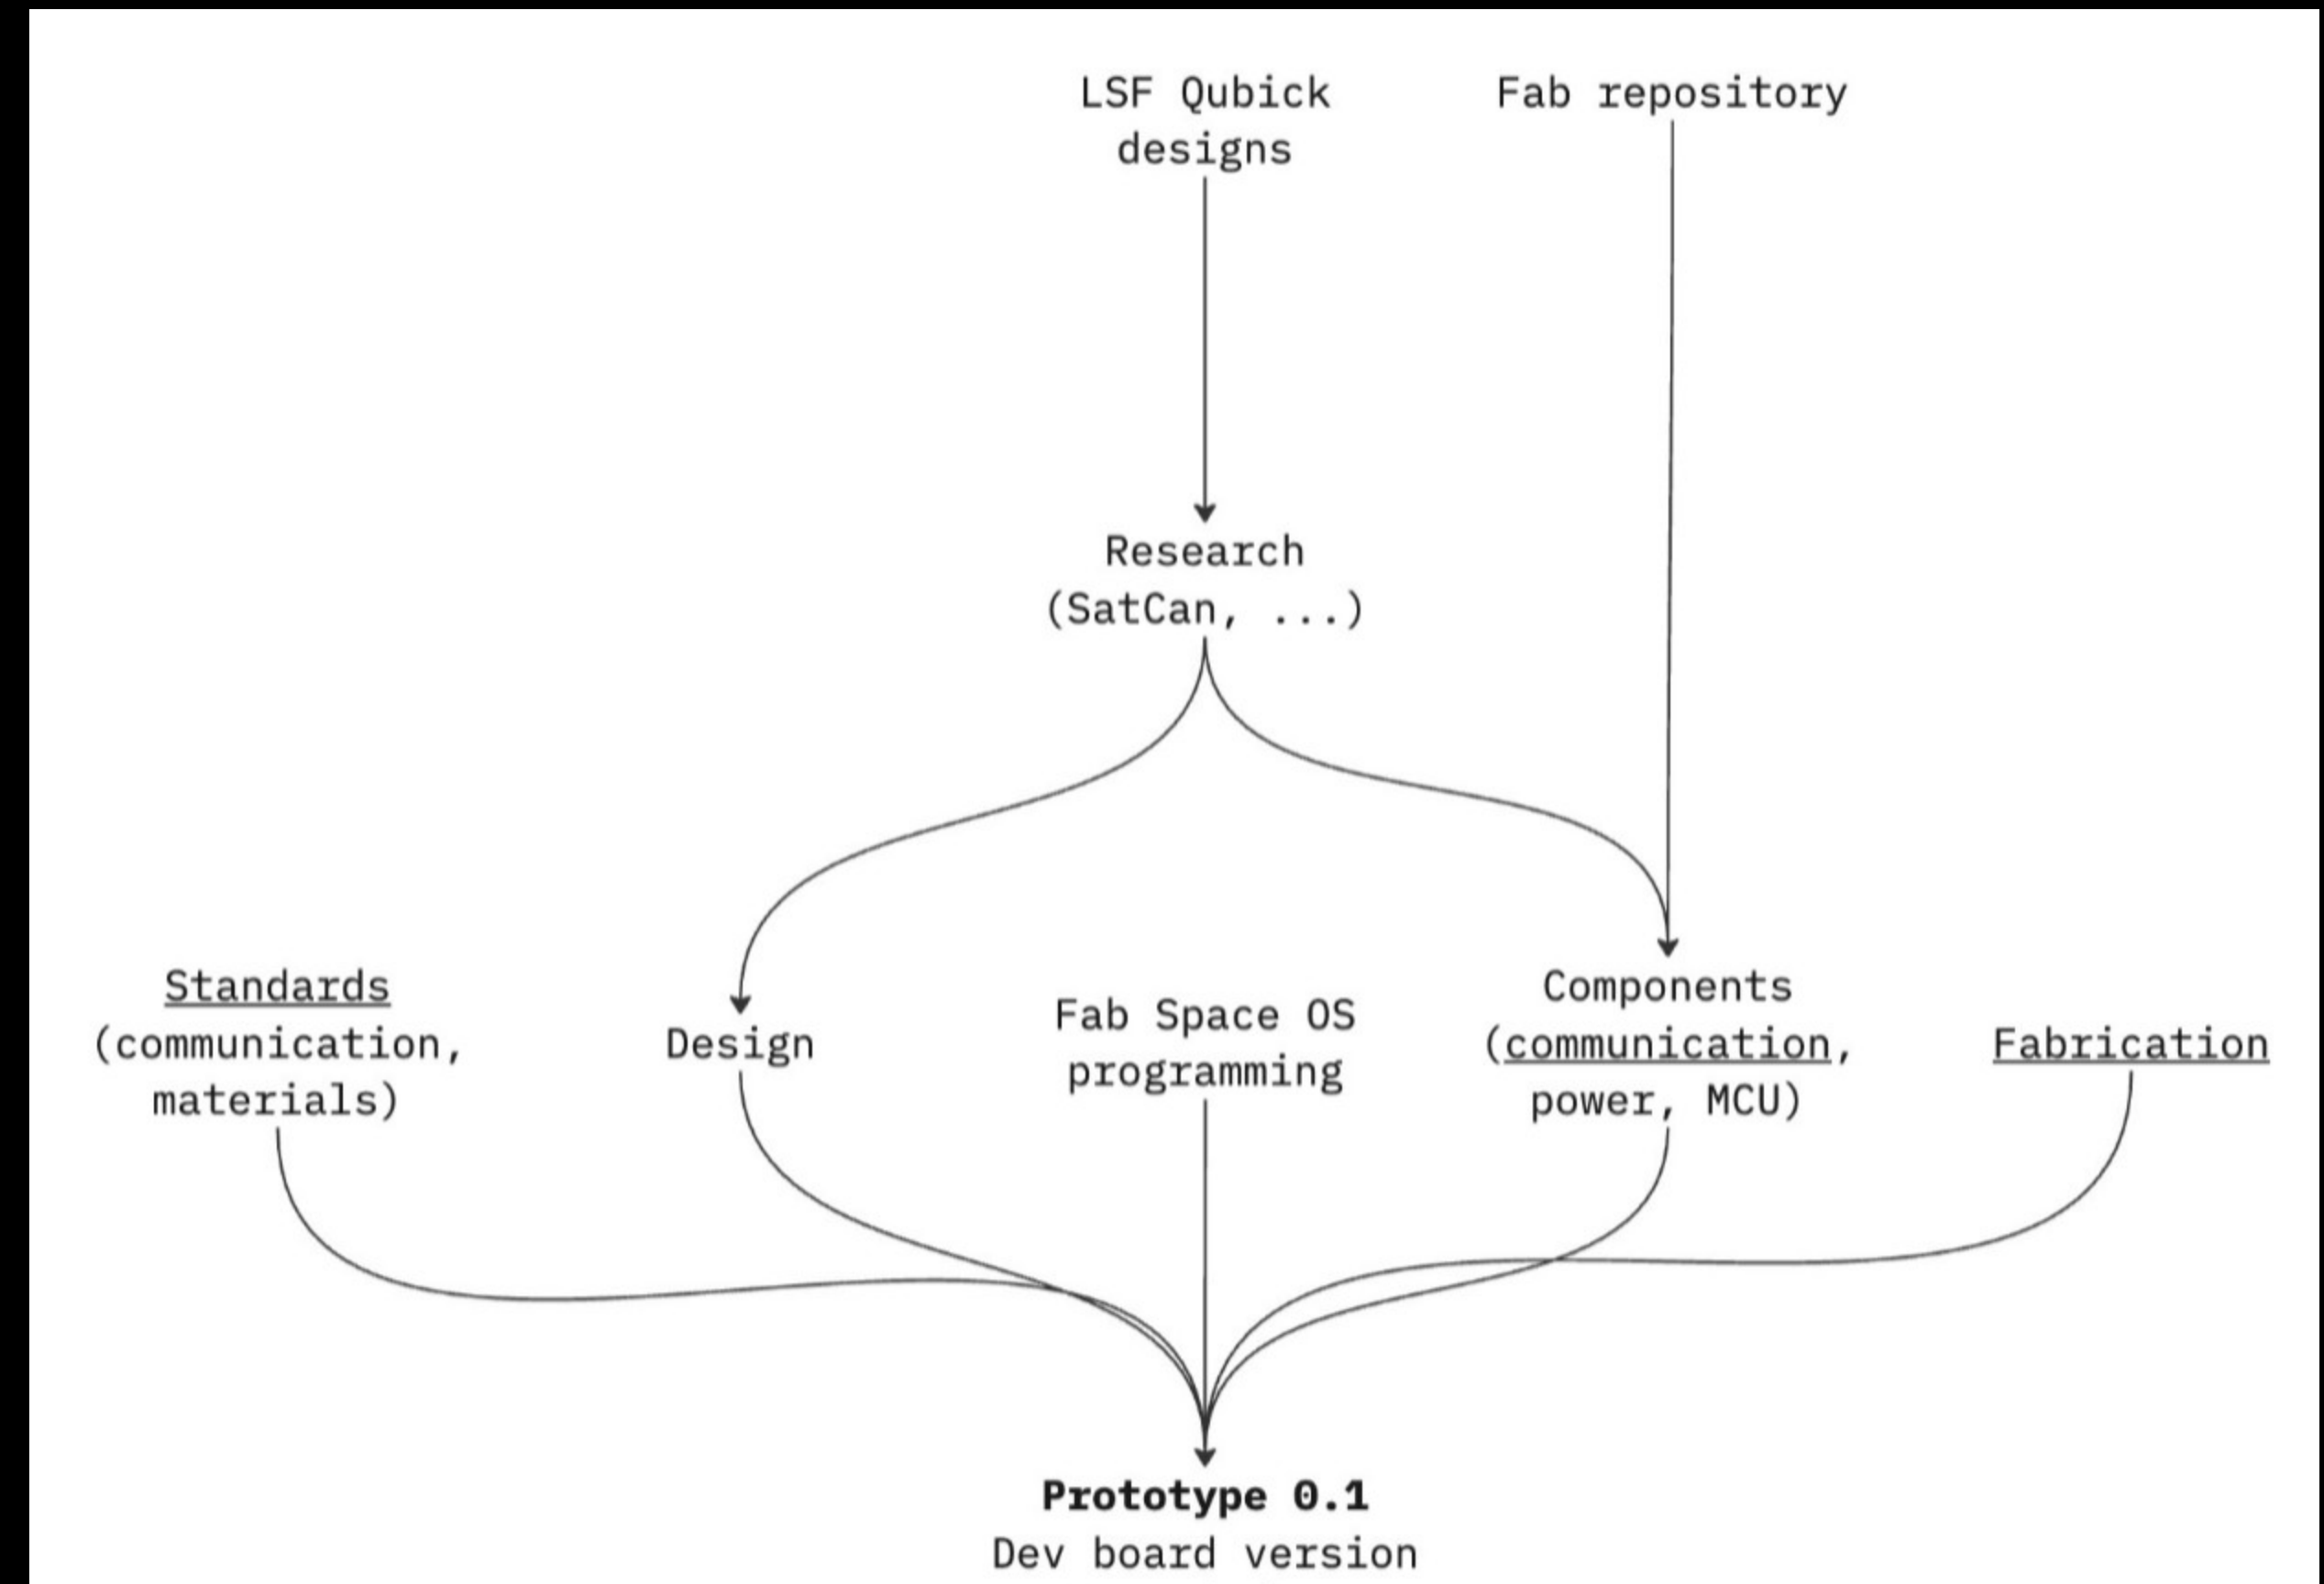 LSF Qubick
designs
Fab repository
Research
(SatCan, ...)
Standards
(communication,
materials)
Design
Fab Space OS
programming
Components
(communication,
power, MCU)
Fabrication
Prototype 0.1
Dev board version